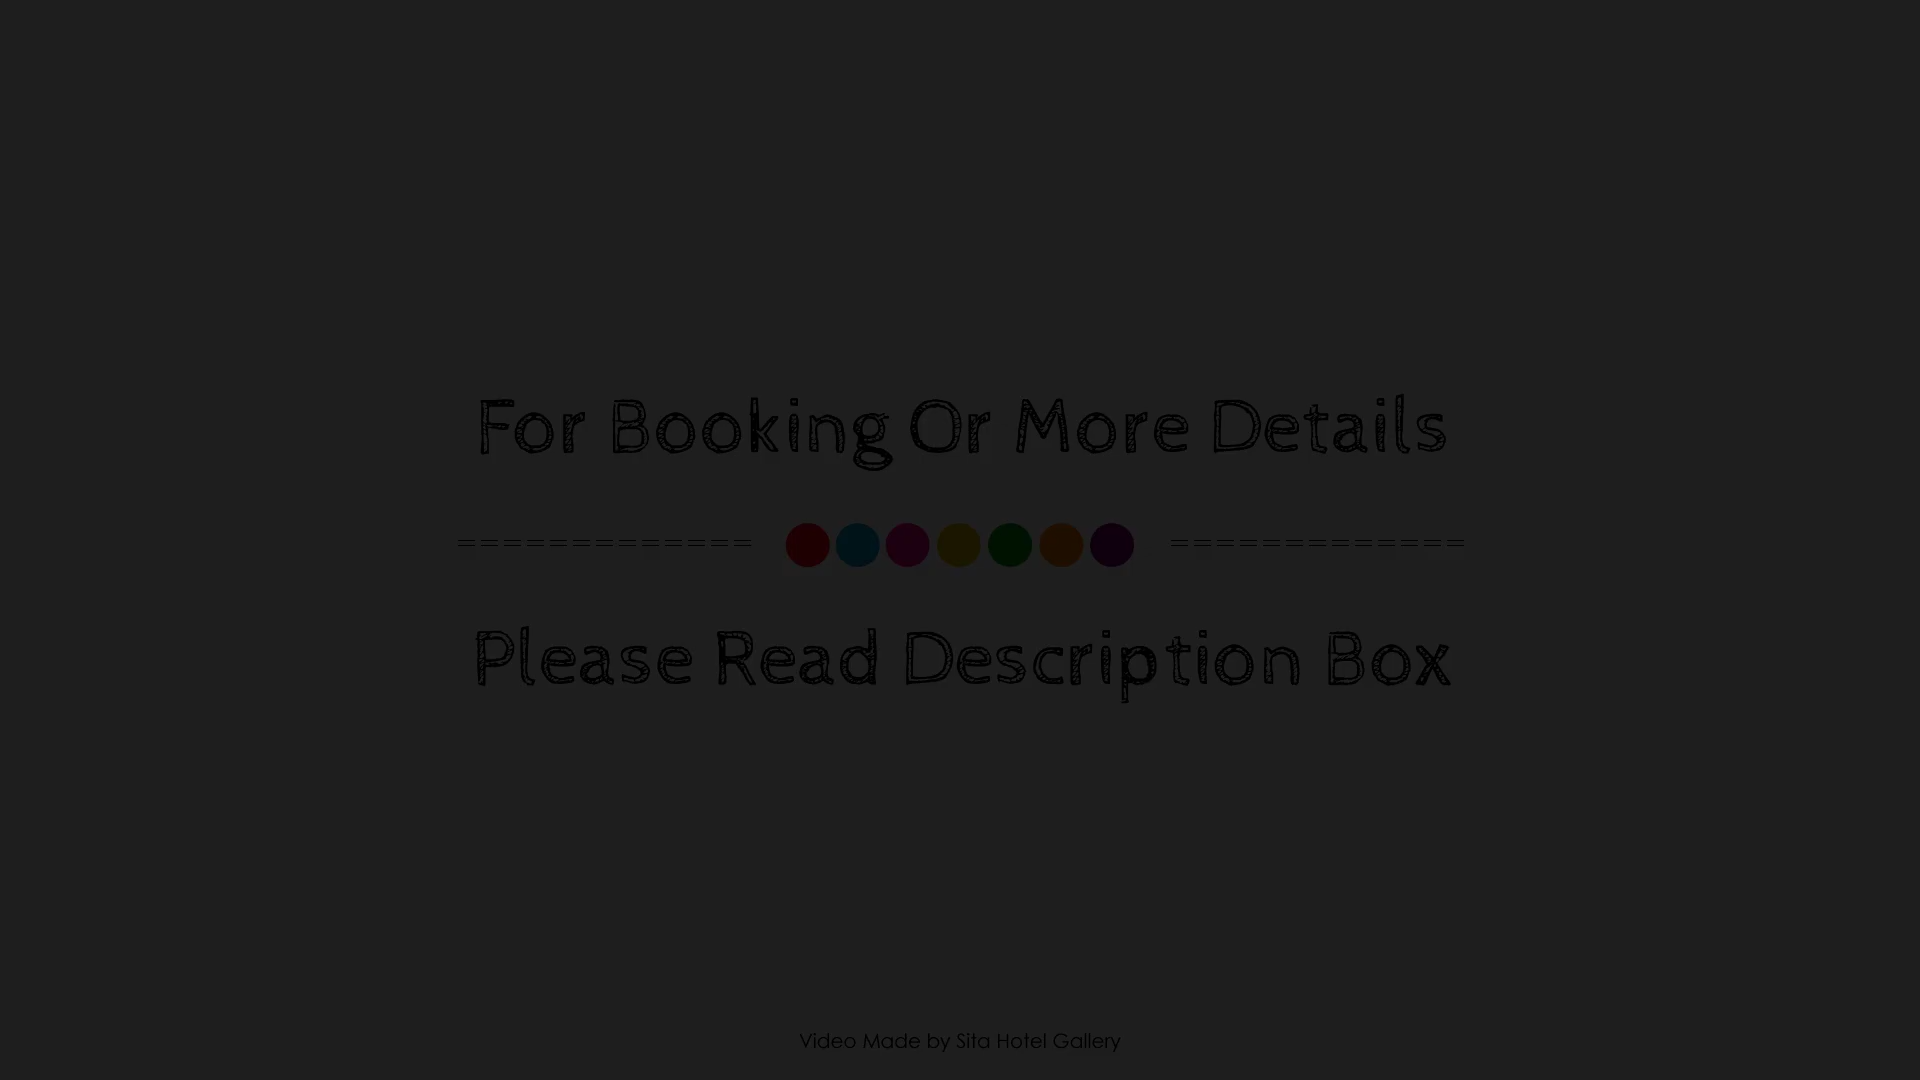 For Booking Or More Details
============= =============
Please Read Description Box
Video Made by Sita Hotel Gallery